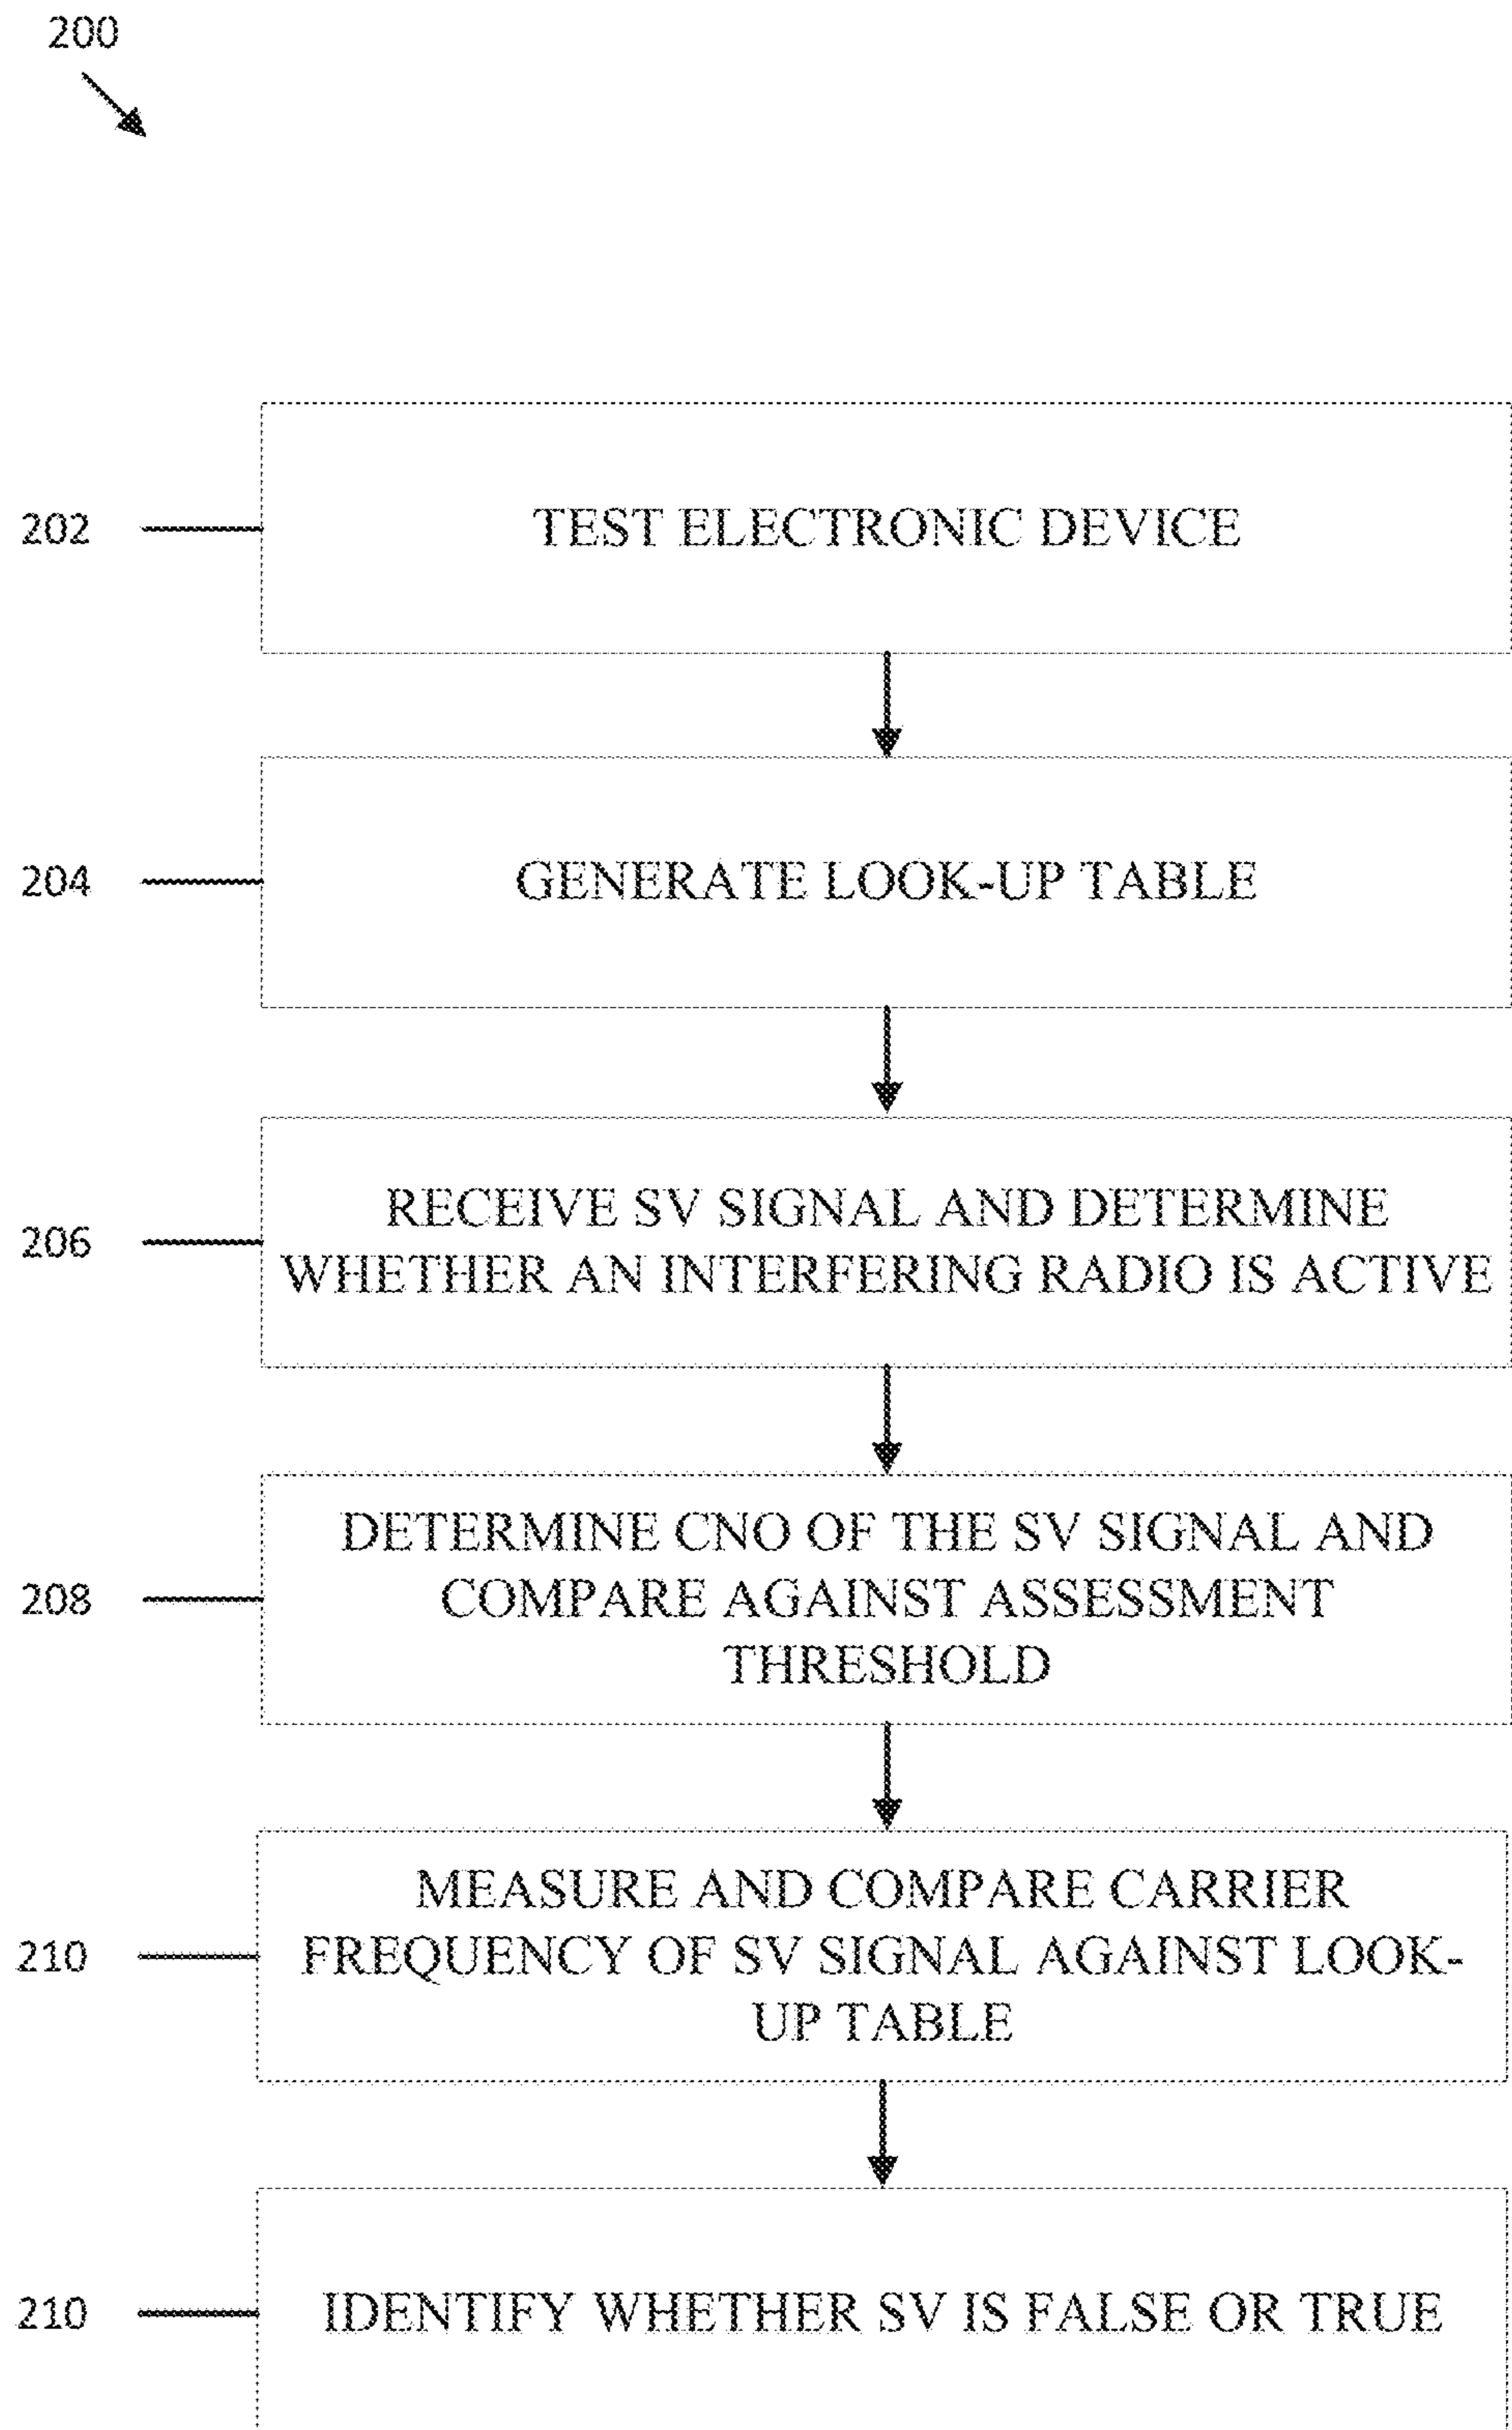 200
202
TEST ELECTRONIC DEVICE
204
GENERATE LOOK-UP TABLE
206
RECEIVE SV SIGNAL AND DETERMINE
WHETHER AN INTERFERING RADIO IS ACTIVE
208
DETERMINE CNO OF THE SV SIGNAL AND
COMPARE AGAINST ASSESSMENT
THRESHOLD
210
MEASURE AND COMPARE CARRIER
FREQUENCY OF SV SIGNAL AGAINST LOOK-
UP TABLE
210
IDENTIFY WHETHER SV IS FALSE OR TRUE